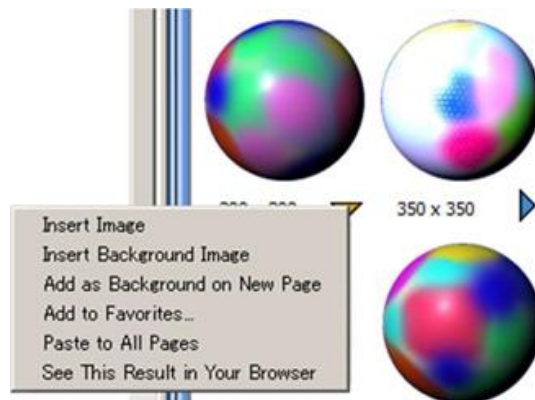 350 x 350
Insert Image
Insert Background Image
Add as Background on New Page
Add to Favorites...
Paste to All Pages
See This Result in Your Browser